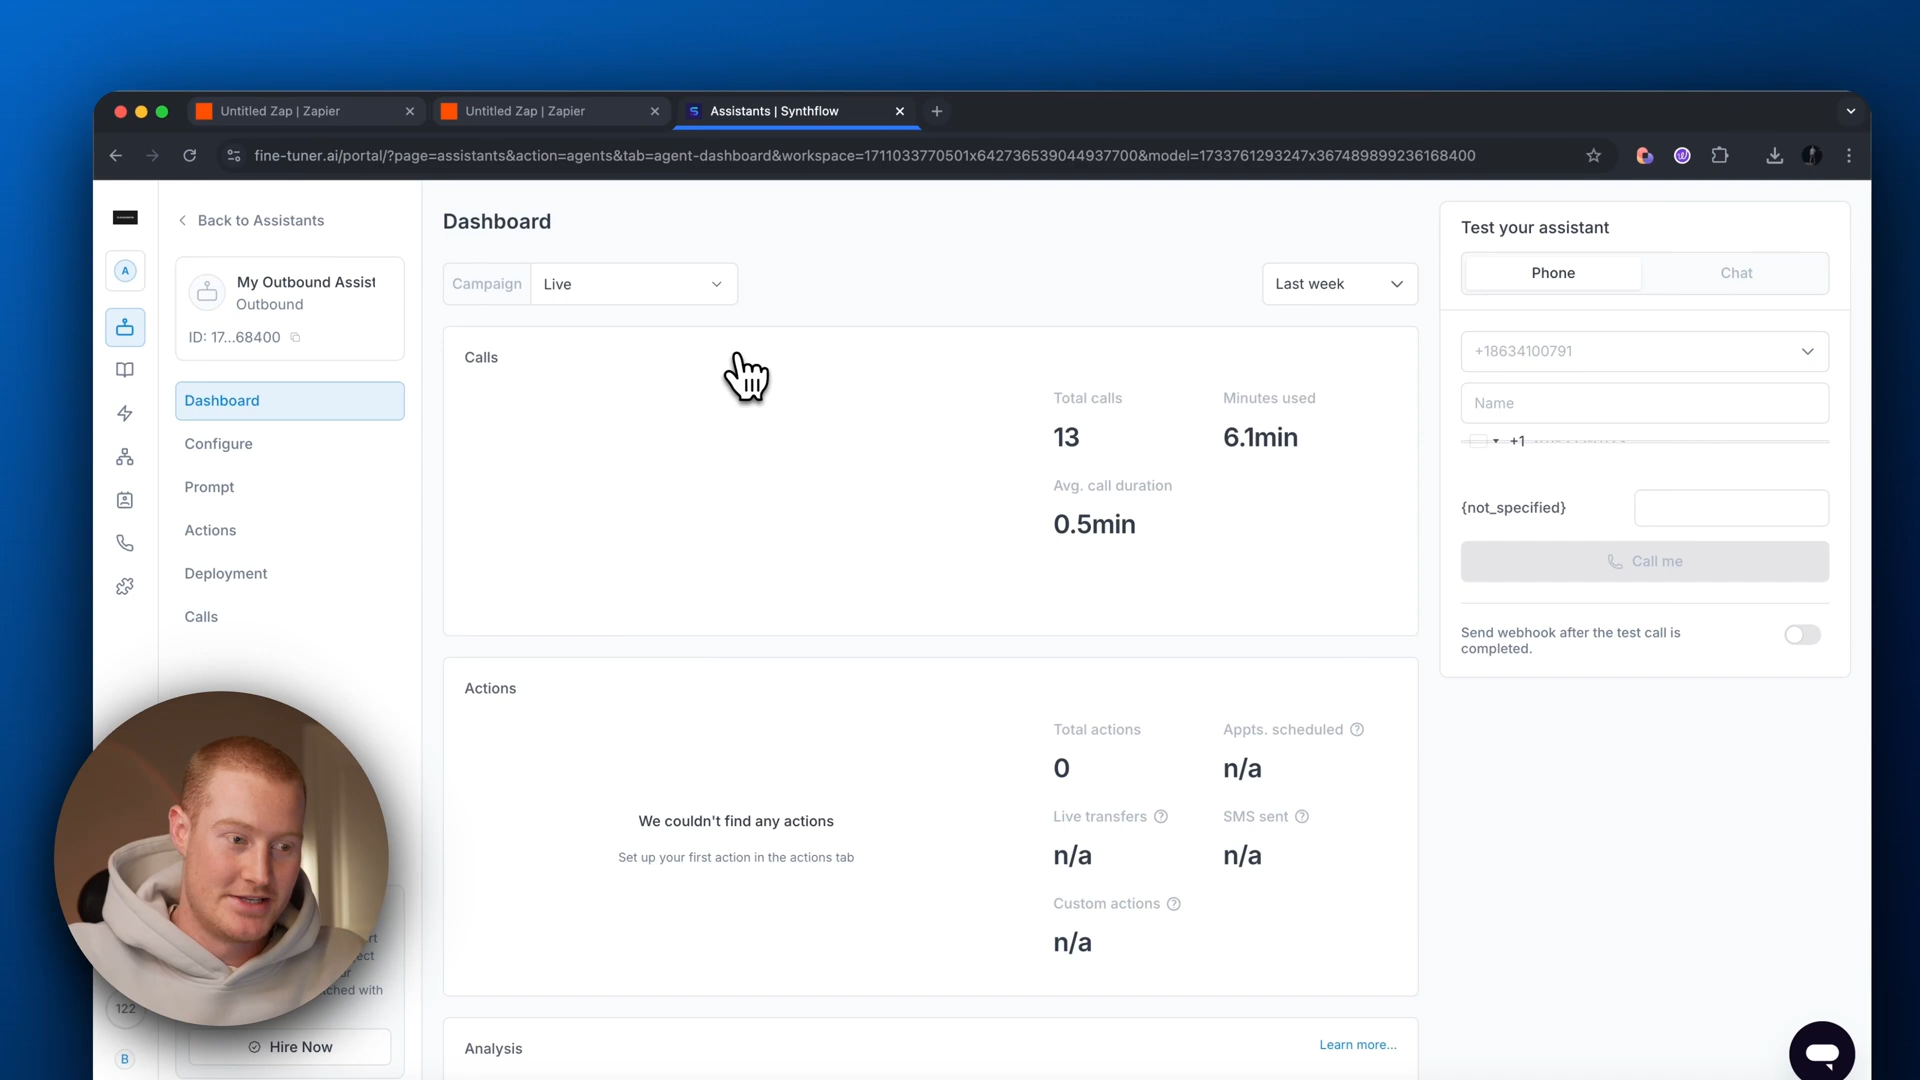 Untitled Zap | Zapier
Untitled Zap | Zapier
Assistants | Synthflow
fine-tuner.ai/portal/?page=assistants&action=agents&tab=agent-dashboard&workspace=1711033770501x642736539044937700&model=1733761293247x367489899236168400
Back to Assistants
A
My Outbound Assist
Outbound
ID: 17...68400
Dashboard
Configure
Prompt
Actions
Deployment
Calls
ched with
122
Hire Now
B
Dashboard
Campaign
Live
Last week
Calls
Total calls
Minutes used
13
6.1min
Avg. call duration
0.5min
Actions
We couldn't find any actions
Set up your first action in the actions tab
Total actions
Appts. scheduled
0
n/a
Live transfers
SMS sent
n/a
n/a
Custom actions
n/a
Analysis
Learn more...
Test your assistant
Phone
Chat
+18634100791
Name
+1
{not_specified}
Call me
Send webhook after the test call is
completed.